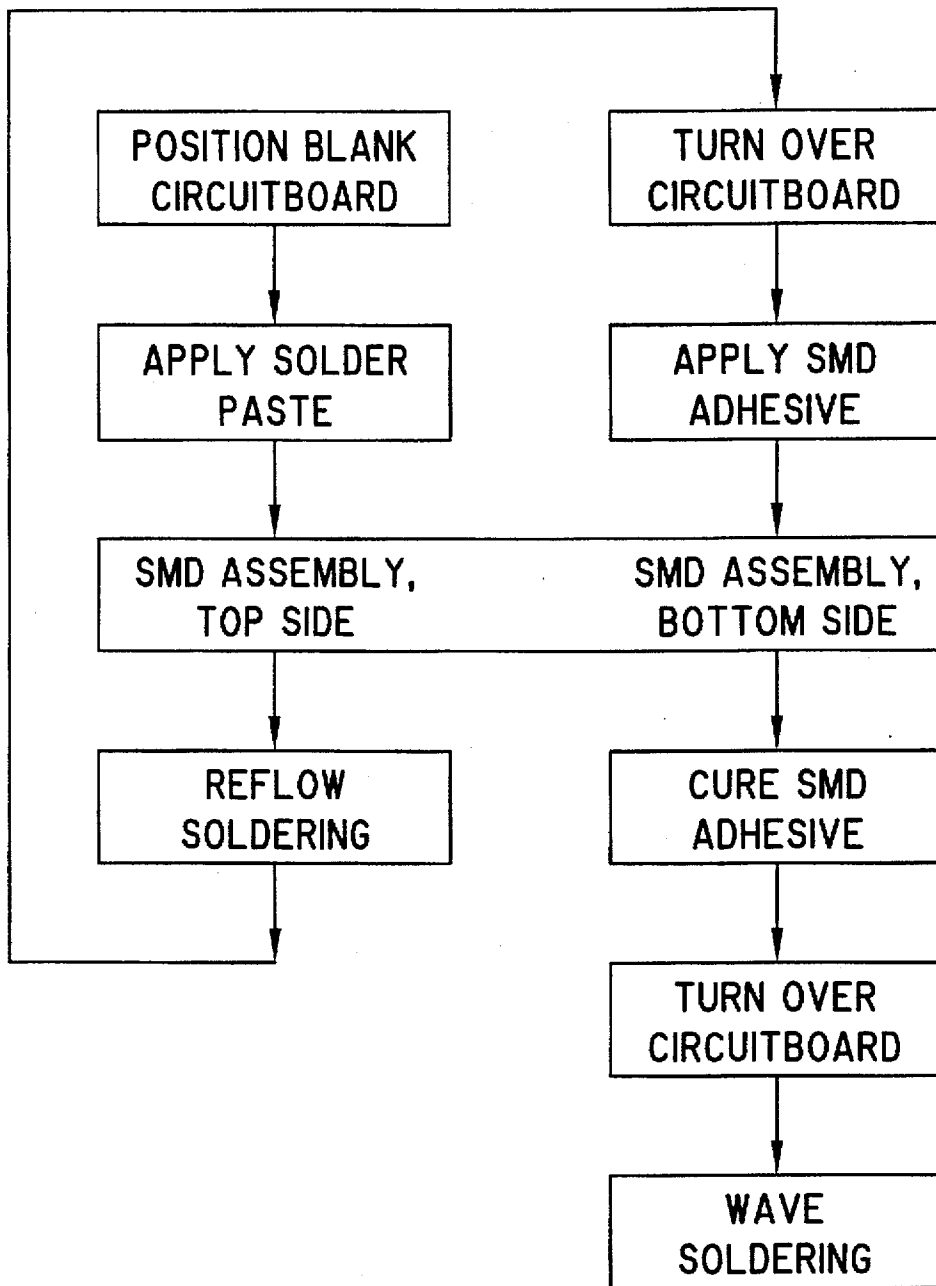 POSITION BLANK
CIRCUITBOARD
APPLY SOLDER
PASTE
SMD ASSEMBLY,
TOP SIDE
REFLOW
SOLDERING
TURN OVER
CIRCUITBOARD
APPLY SMD
ADHESIVE
SMD ASSEMBLY,
BOTTOM SIDE
CURE SMD
ADHESIVE
TURN OVER
CIRCUITBOARD
WAVE
SOLDERING